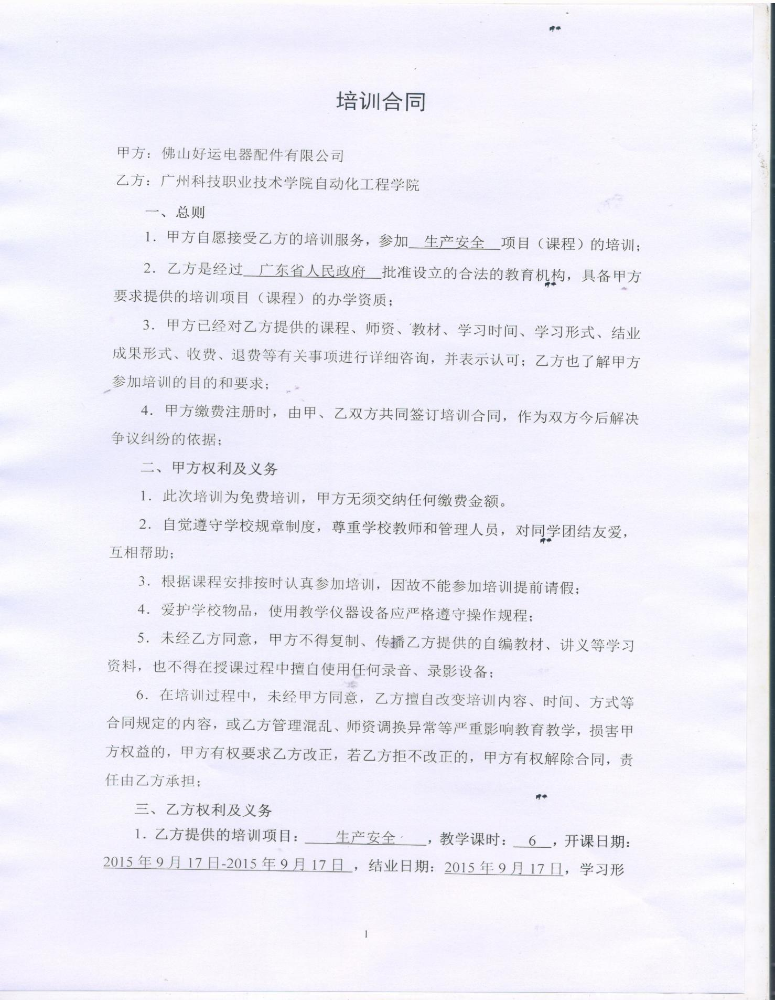 培训合同
甲方：佛山好运电器配件有限公司
乙方：广州科技职业技术学院自动化工程学院
一、总则
1．甲方自愿接受乙方的培训服务，参加 生产安全 项目（课程）的培训；
2．乙方是经过 广东省人民政府 批准设立的合法的教育机构，具备甲方
要求提供的培训项目（课程）的办学资质；
3．甲方已经对乙方提供的课程、师资、教材、学习时间、学习形式、结业
成果形式、收费、退费等有关事项进行详细咨询，并表示认可；乙方也了解甲方
参加培训的目的和要求；
4．甲方缴费注册时，由甲、乙双方共同签订培训合同，作为双方今后解决
争议纠纷的依据；
二、甲方权利及义务
1．此次培训为免费培训，甲方无须交纳任何缴费金额。
2．自觉遵守学校规章制度，尊重学校教师和管理人员，对同学团结友爱，
互相帮助；
3．根据课程安排按时认真参加培训，因故不能参加培训提前请假；
4．爱护学校物品，使用教学仪器设备应严格遵守操作规程；
5．未经乙方同意，甲方不得复制、传播乙方提供的自编教材、讲义等学习
资料，也不得在授课过程中擅自使用任何录音、录影设备；
6．在培训过程中，未经甲方同意，乙方擅自改变培训内容、时间、方式等
合同规定的内容，或乙方管理混乱、师资调换异常等严重影响教育教学，损害甲
方权益的，甲方有权要求乙方改正，若乙方拒不改正的，甲方有权解除合同，责
任由乙方承担；
三、乙方权利及义务
1．乙方提供的培训项目： 生产安全 ，教学课时： 6 ，开课日期：
2015 年 9 月 17 日-2015 年 9 月 17 日 ，结业日期：2015 年 9 月 17 日，学习形
1